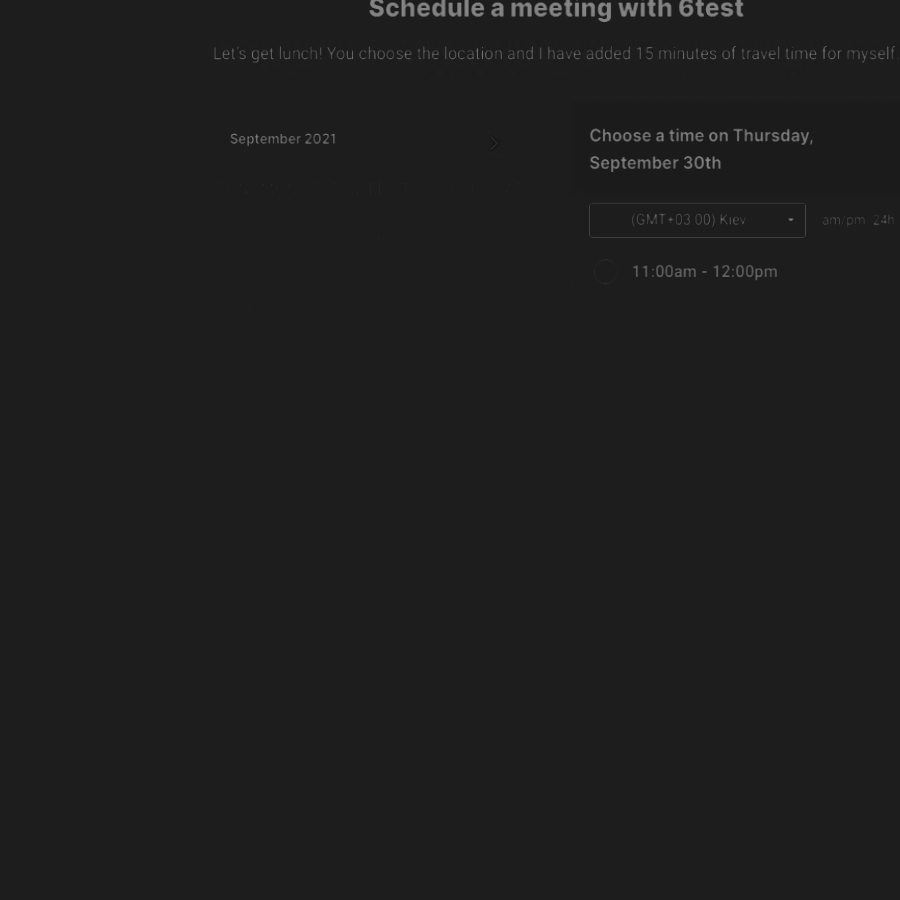 Schedule a meeting with 6test
Let's get lunch! You choose the location and I have added 15 minutes of travel time for myself.
September 2021
Choose a time on Thursday,
September 30th
(GMT+03:00) Kiev
am/pm 24h
11:00am - 12:00pm